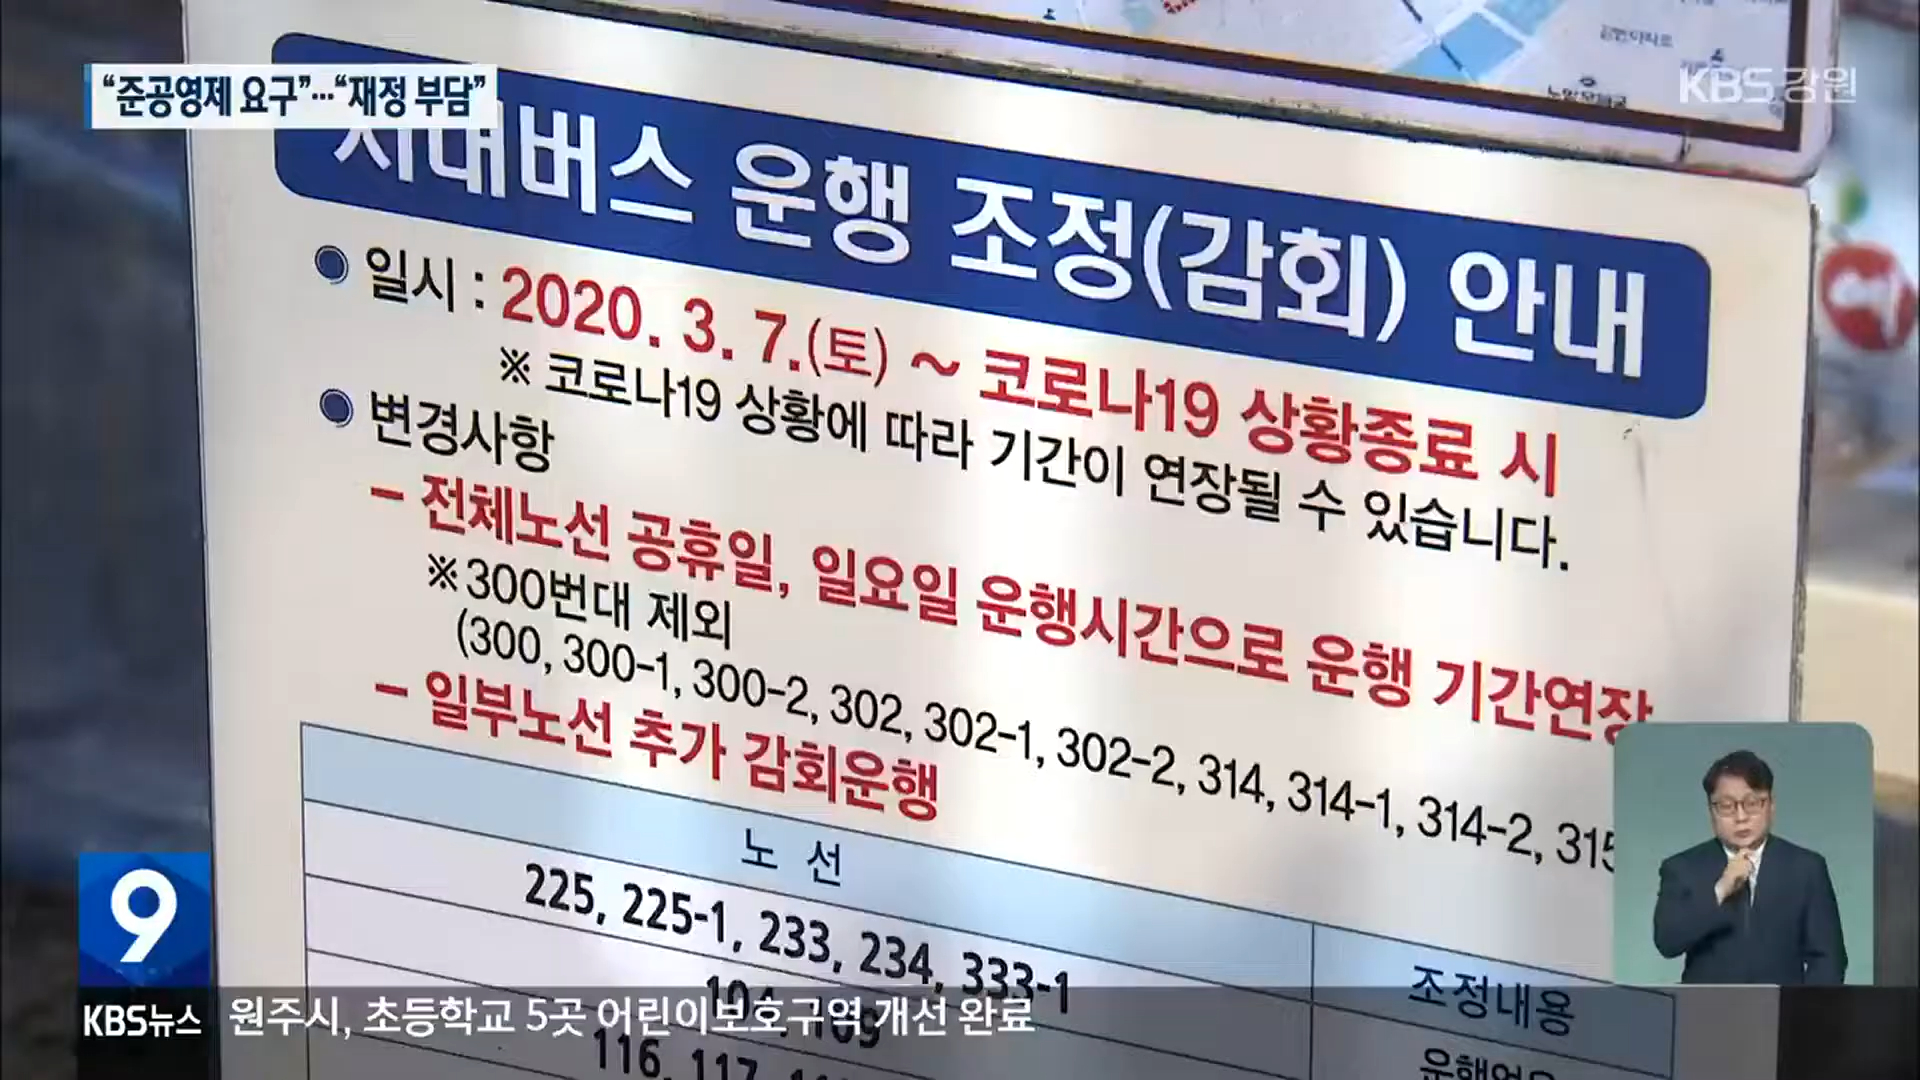 “준공영제 요구”…“재정 부담”
KBS강원
시내버스 운행 조정(감회) 안내
일시 : 2020. 3. 7.(토) ~ 코로나19 상황종료 시
※ 코로나19 상황에 따라 기간이 연장될 수 있습니다.
변경사항
- 전체노선 공휴일, 일요일 운행시간으로 운행 기간연장
※300번대 제외
(300, 300-1, 300-2, 302, 302-1, 302-2, 314, 314-1, 314-2, 315
- 일부노선 추가 감회운행
노 선
조정내용
225, 225-1, 233, 234, 333-1
104, 109
116, 117,
9
KBS뉴스 원주시, 초등학교 5곳 어린이보호구역 개선 완료